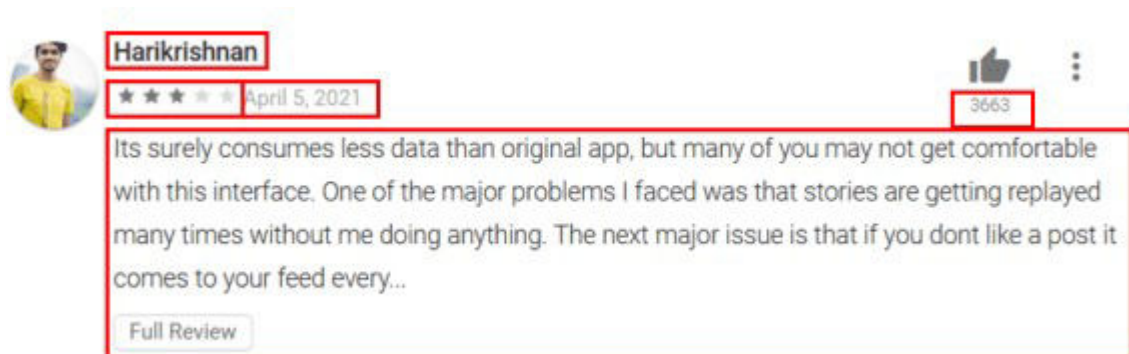 Harikrishnan
April 5, 2021
3663
Its surely consumes less data than original app, but many of you may not get comfortable
with this interface. One of the major problems I faced was that stories are getting replayed
many times without me doing anything. The next major issue is that if you dont like a post it
comes to your feed every...
Full Review